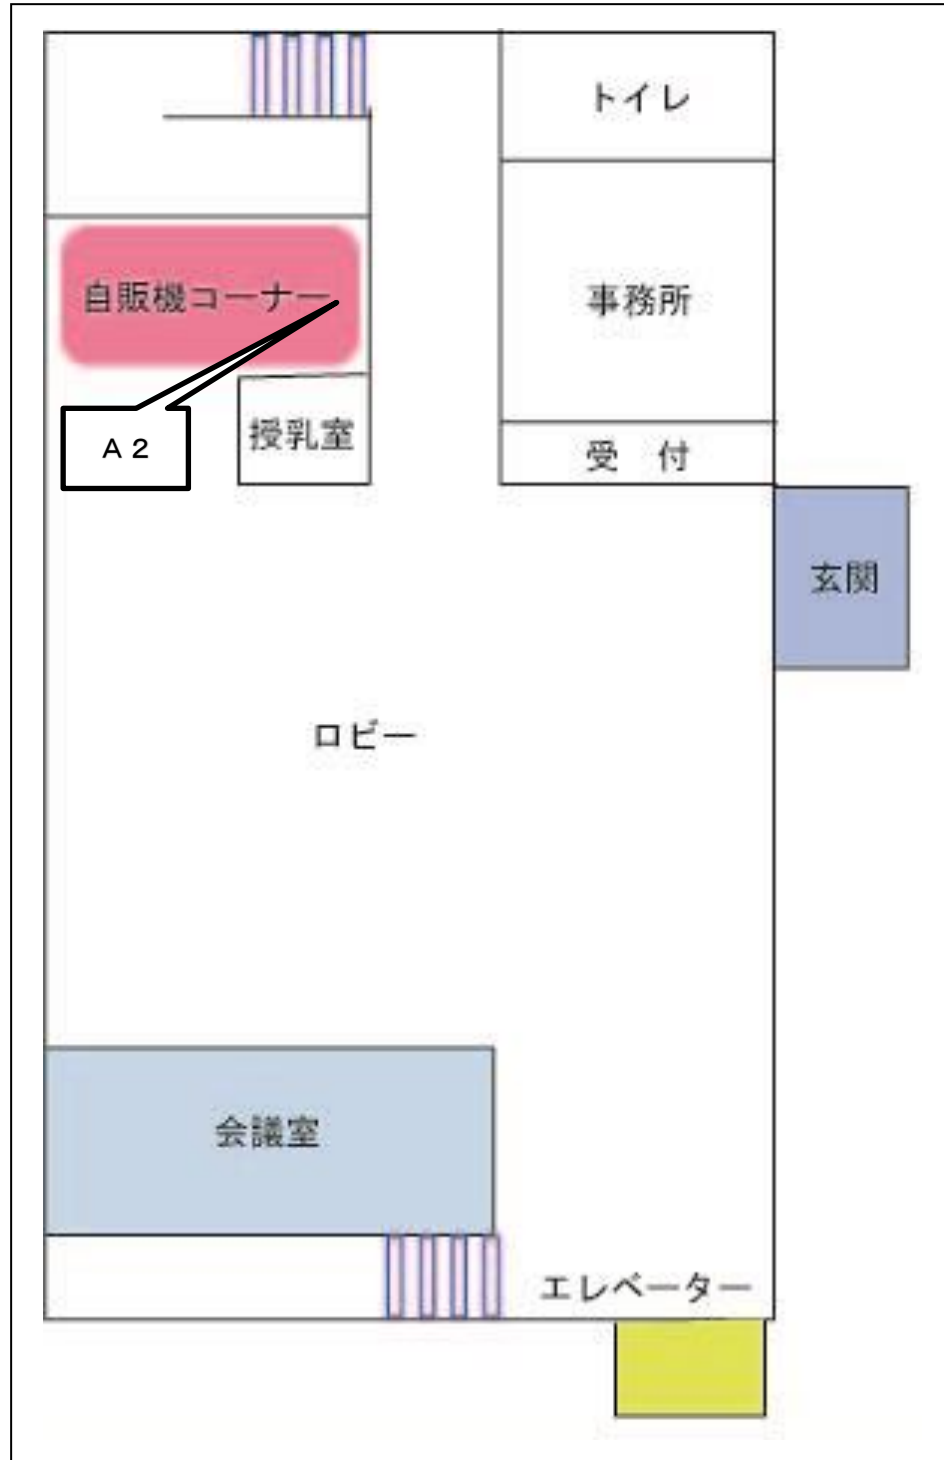 トイレ
自販機コーナー
事務所
A2
授乳室
受 付
玄関
ロビー
会議室
エレベーター